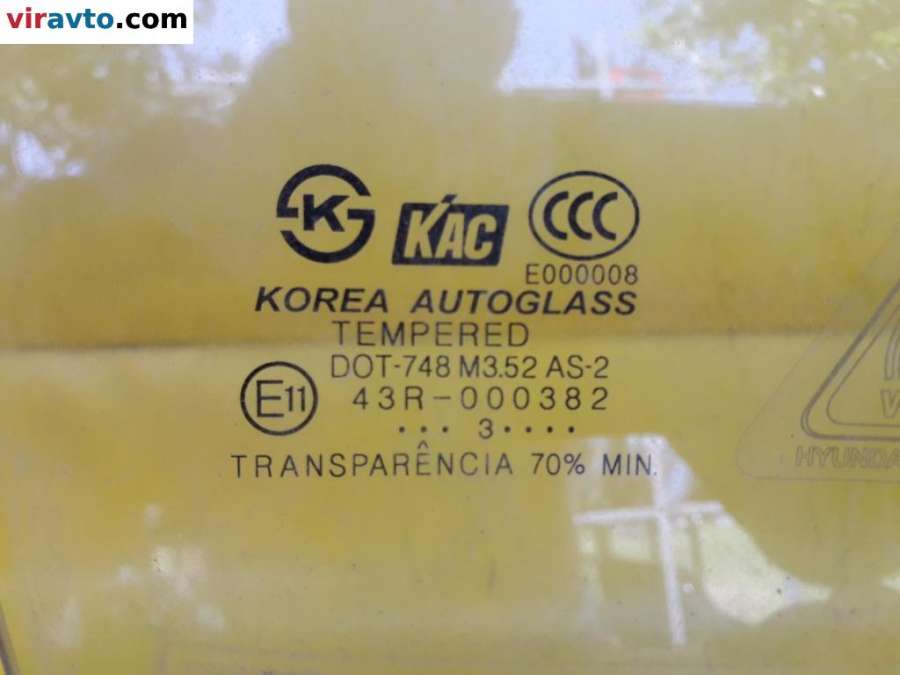 viravto.com
K
KAC
CCC
E000008
KOREA AUTOGLASS
TEMPERED
DOT-748 M3.52 AS-2
E11 43R-000382
··· 3····
TRANSPARÊNCIA 70% MIN.